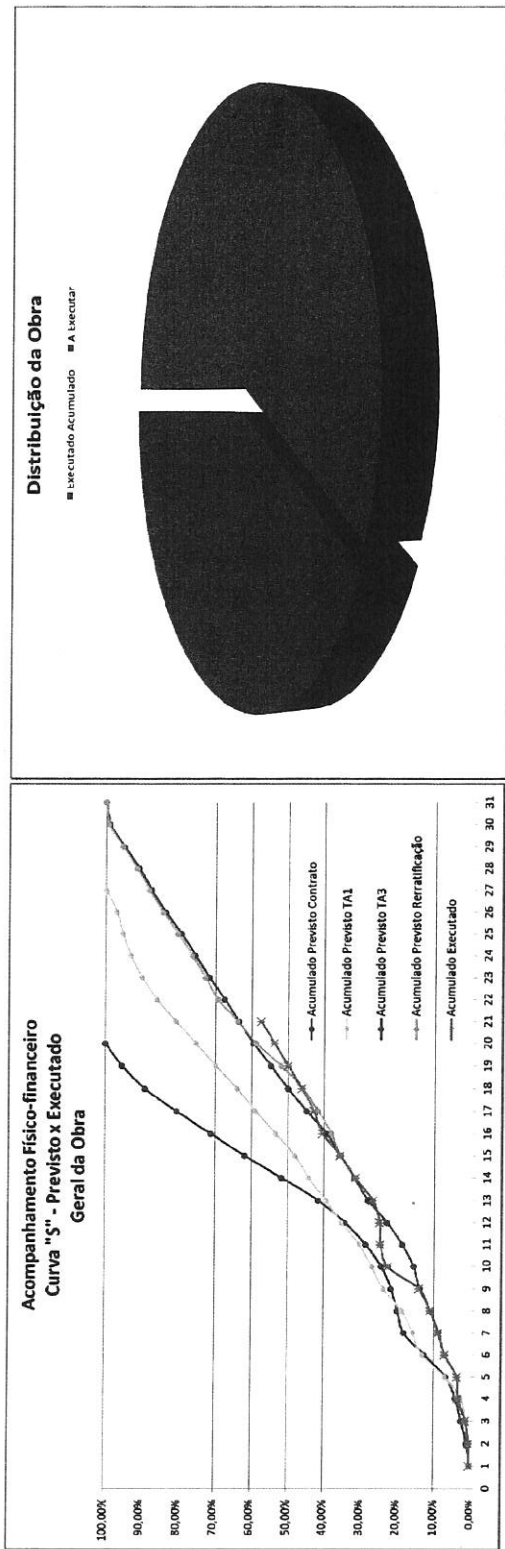 Acompanhamento Físico-financeiro
Curva "S" - Previsto x Executado
Geral da Obra
100,00%
90,00%
80,00%
70,00%
60,00%
50,00%
40,00%
30,00%
20,00%
10,00%
0,00%
1 2 3 4 5 6 7 8 9 10 11 12 13 14 15 16 17 18 19 20 21 22 23 24 25 26 27 28 29 30 31
Acumulado Previsto Contrato
Acumulado Previsto TA1
Acumulado Previsto TA3
Acumulado Previsto Rerratificação
Acumulado Executado
Distribuição da Obra
Executado Acumulado A Executar